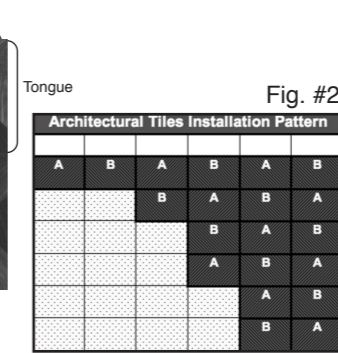 Tongue
Fig. #2
Architectural Tiles Installation Pattern
A B A B A B
B A B A
B A B
A B A
A B
B A